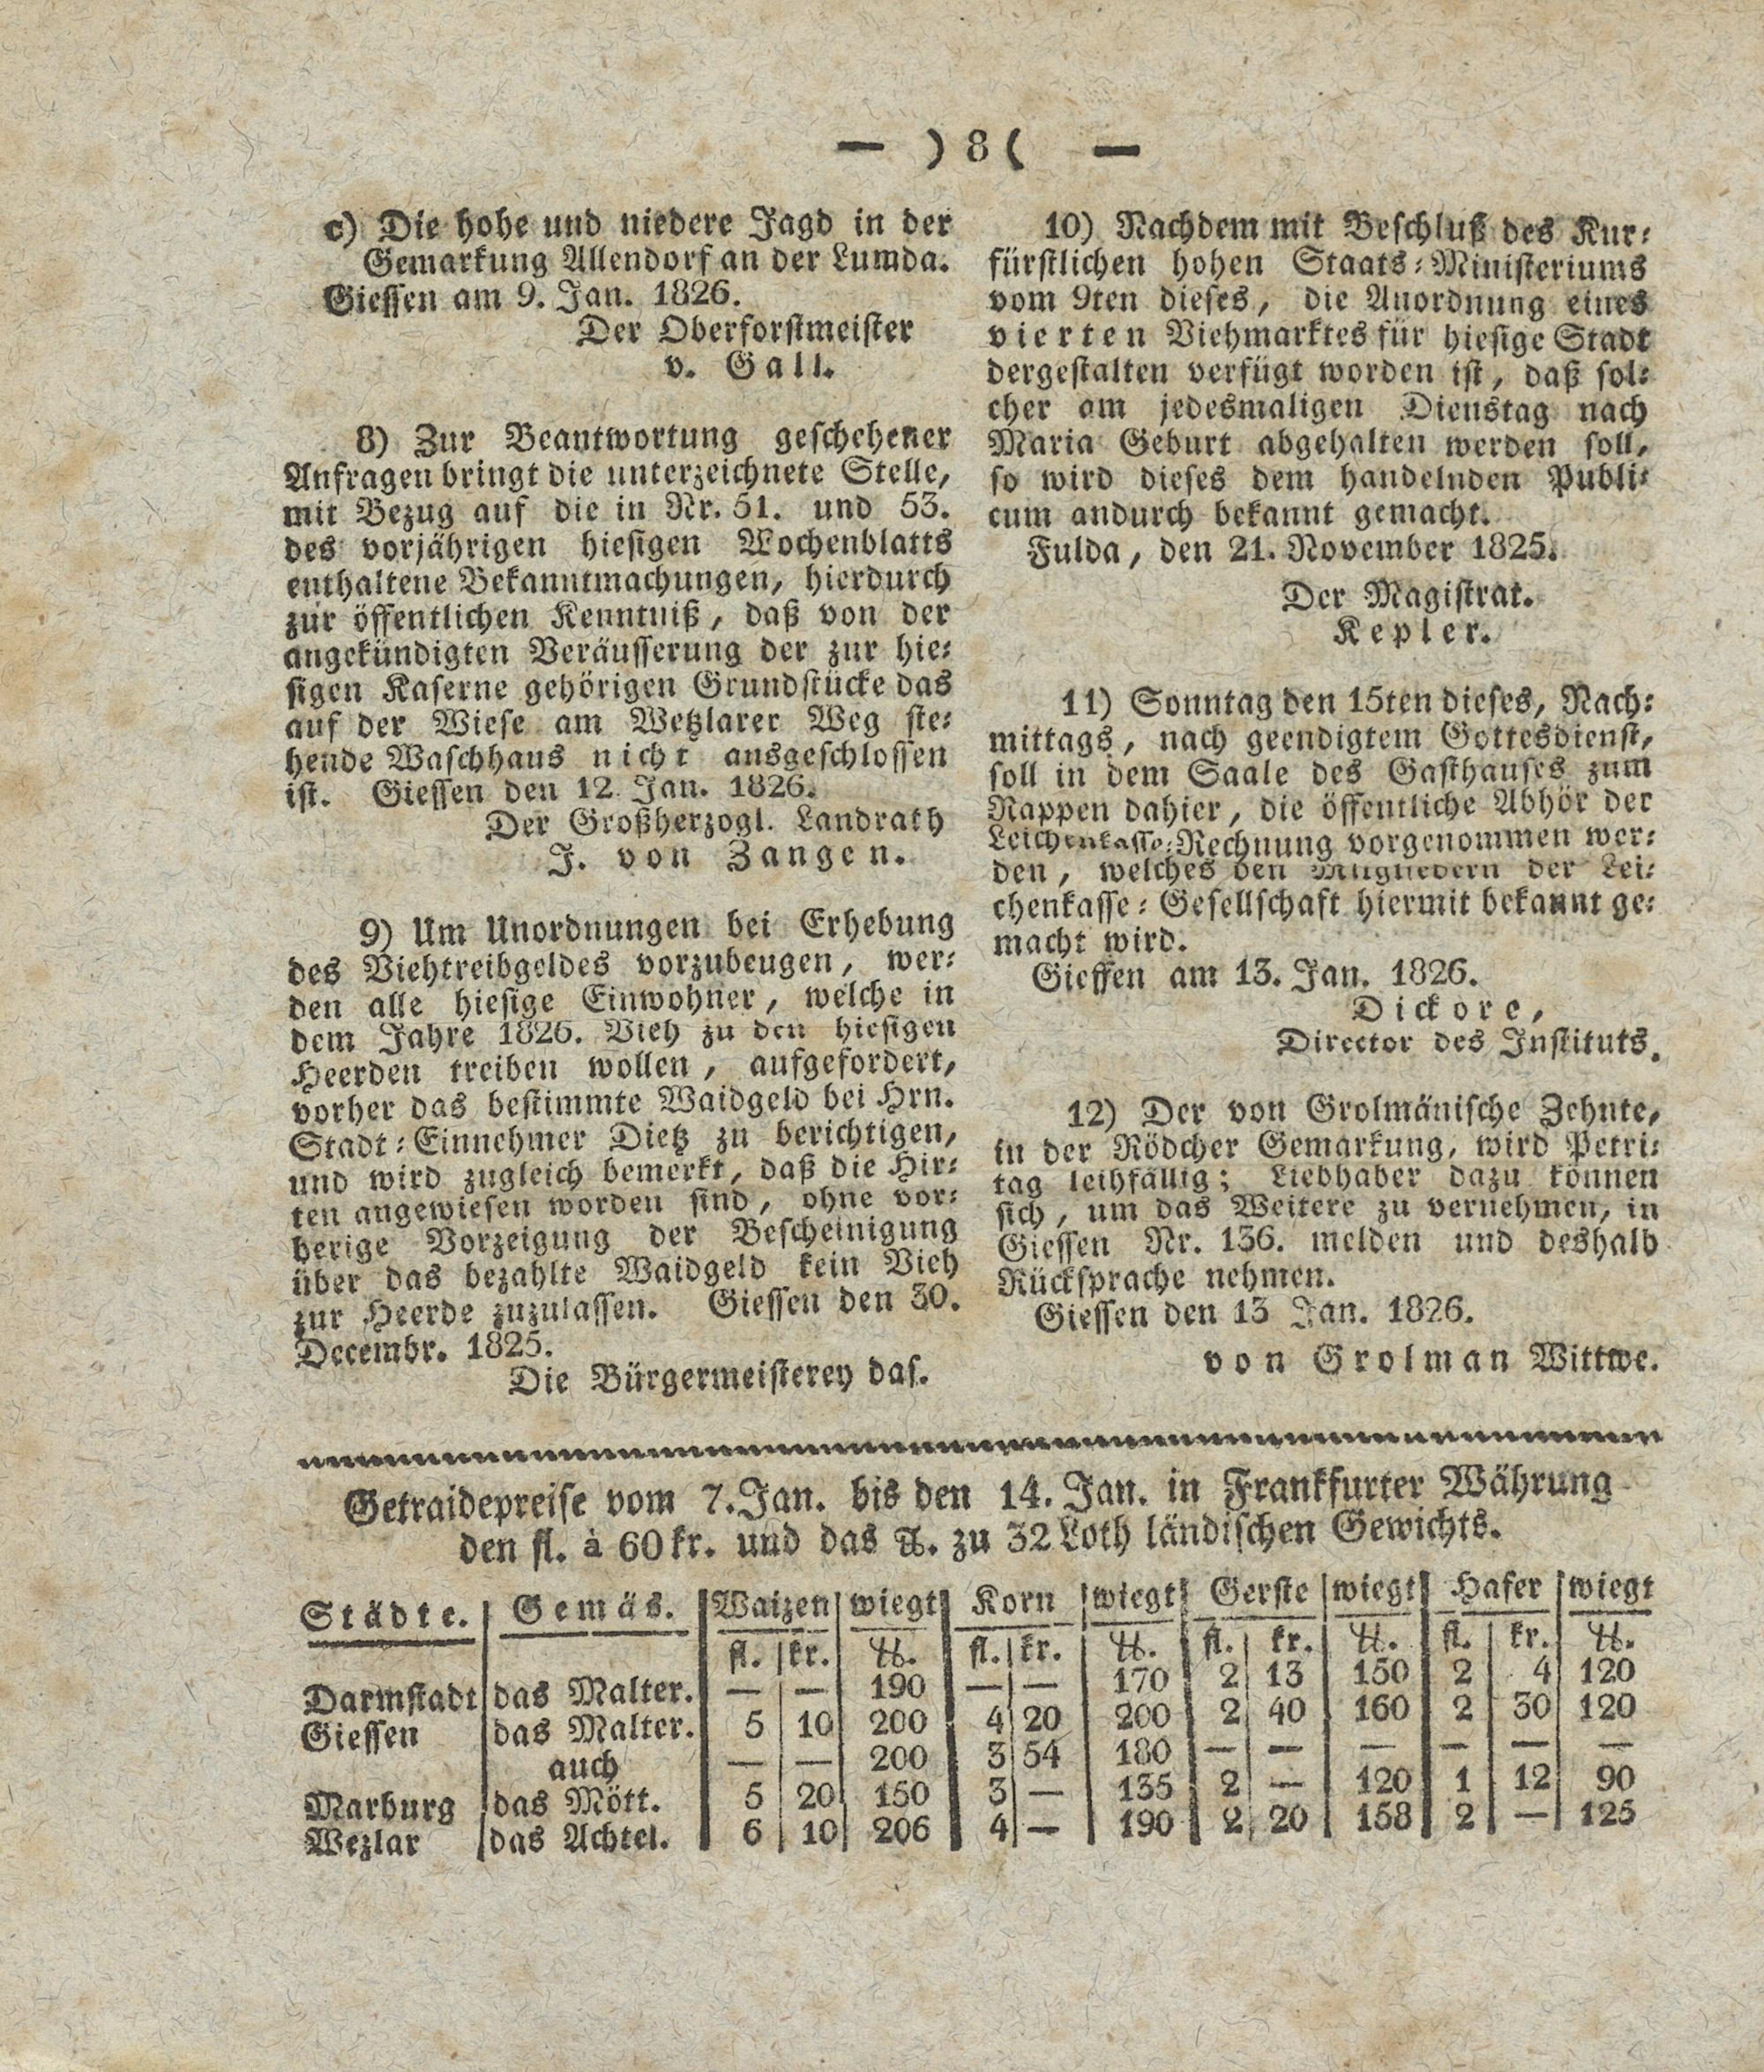 — ) 8 ( —
c) Die hohe und niedere Jagd in der
Gemarkung Allendorf an der Lumda.
Giessen am 9. Jan. 1826.
Der Oberforstmeister
v. Gall.
8) Zur Beantwortung geschehener
Anfragen bringt die unterzeichnete Stelle,
mit Bezug auf die in Nr. 51. und 53.
des vorjährigen hiesigen Wochenblatts
enthaltene Bekanntmachungen, hierdurch
zur öffentlichen Kenntniß, daß von der
angekündigten Veräusserung der zur hie-
sigen Kaserne gehörigen Grundstücke das
auf der Wiese am Wetzlarer Weg ste-
hende Waschhaus nicht ausgeschlossen
ist. Giessen den 12. Jan. 1826.
Der Großherzogl. Landrath
J. von Zangen.
9) Um Unordnungen bei Erhebung
des Viehtreibgeldes vorzubeugen, wer-
den alle hiesige Einwohner, welche in
dem Jahre 1826. Vieh zu den hiesigen
Heerden treiben wollen, aufgefordert,
vorher das bestimmte Waidgeld bei Hrn.
Stadt-Einnehmer Dietz zu berichtigen,
und wird zugleich bemerkt, daß die Hir-
ten angewiesen worden sind, ohne vor-
herige Vorzeigung der Bescheinigung
über das bezahlte Waidgeld kein Vieh
zur Heerde zuzulassen. Giessen den 30.
Decembr. 1825.
Die Bürgermeisterey das.
10) Nachdem mit Beschluß des Kur-
fürstlichen hohen Staats-Ministeriums
vom 9ten dieses, die Anordnung eines
vierten Viehmarktes für hiesige Stadt
dergestalten verfügt worden ist, daß sol-
cher am jedesmaligen Dienstag nach
Maria Geburt abgehalten werden soll,
so wird dieses dem handelnden Publi-
cum andurch bekannt gemacht.
Fulda, den 21. November 1825.
Der Magistrat.
Kepler.
11) Sonntag den 15ten dieses, Nach-
mittags, nach geendigtem Gottesdienst,
soll in dem Saale des Gasthauses zum
Rappen dahier, die öffentliche Abhör der
Leichenkasse-Rechnung vorgenommen wer-
den, welches den Mitgliedern der Lei-
chenkasse-Gesellschaft hiermit bekannt ge-
macht wird.
Gieffen am 13. Jan. 1826.
Dickore,
Director des Instituts.
12) Der von Grolmänische Zehnte,
in der Rödcher Gemarkung, wird Petri-
tag leihfällig; Liebhaber dazu können
sich, um das Weitere zu vernehmen, in
Giessen Nr. 136. melden und deshalb
Rücksprache nehmen.
Giessen den 13 Jan. 1826.
von Grolman Wittwe.
Getraidepreise vom 7. Jan. bis den 14. Jan. in Frankfurter Währung
den fl. à 60 kr. und das ℔. zu 32 Loth ländischen Gewichts.
Städte. Gemäs. Waizen wiegt Korn wiegt Gerste wiegt Hafer wiegt
fl. kr. ℔. fl. kr. ℔. fl. kr. ℔. fl. kr. ℔.
Darmstadt das Malter. — — 190 — — 170 2 13 150 2 4 120
Giessen das Malter. 5 10 200 4 20 200 2 40 160 2 30 120
auch — — 200 3 54 180 — — — — — —
Marburg das Mött. 5 20 150 3 — 135 2 — 120 1 12 90
Wezlar das Achtel. 6 10 206 4 — 190 2 20 158 2 — 125